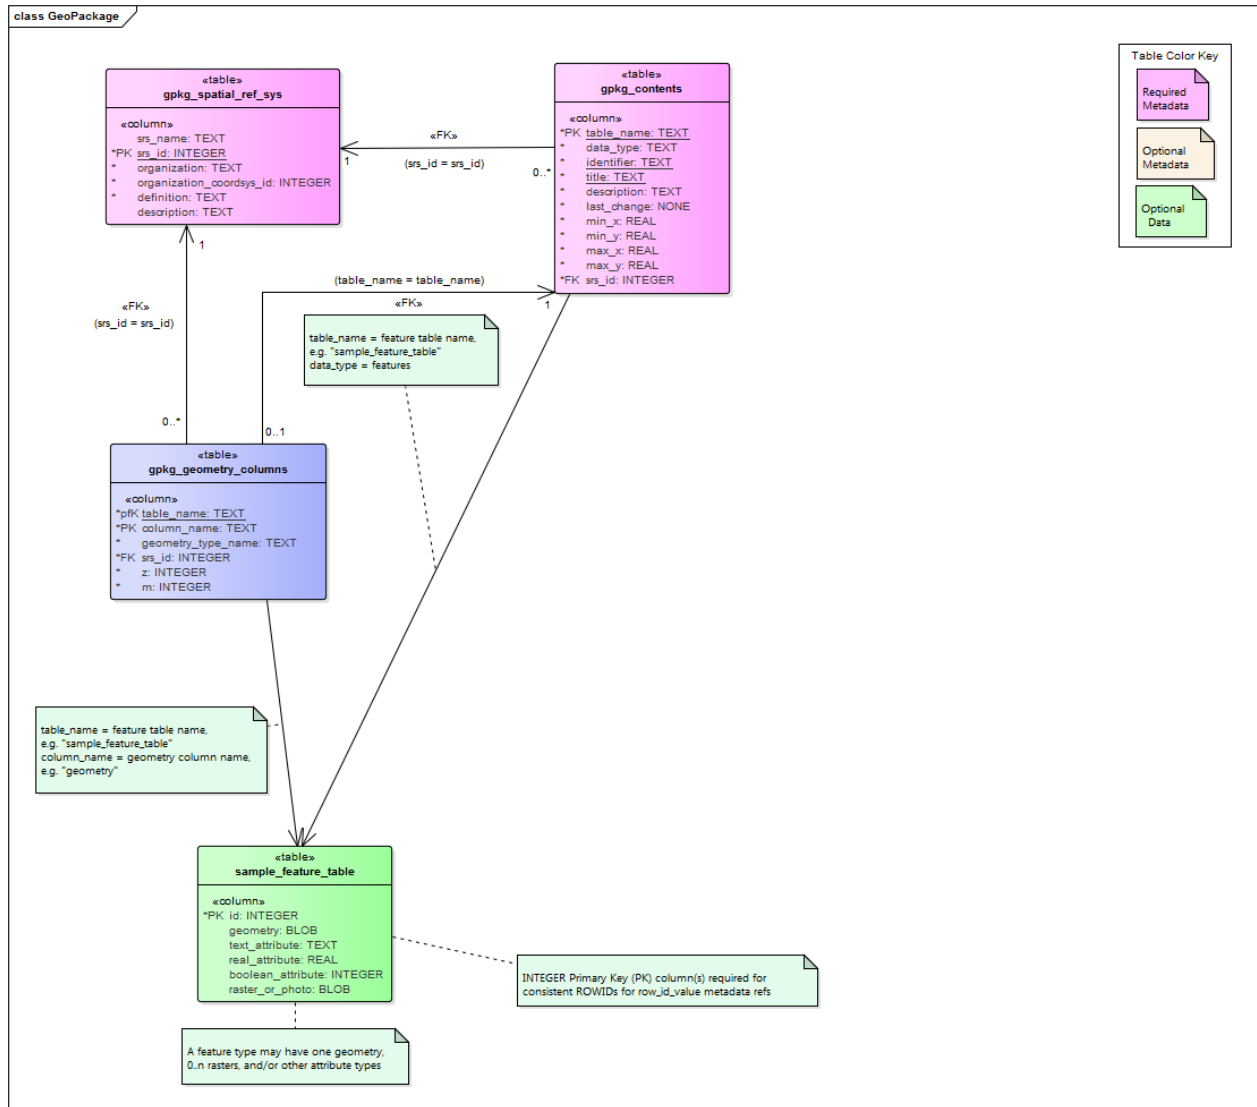 class GeoPackage
«table»
gpkg_spatial_ref_sys
«column»
srs_name: TEXT
*PK srs_id: INTEGER
* organization: TEXT
* organization_coordsys_id: INTEGER
* definition: TEXT
description: TEXT
«table»
gpkg_contents
«column»
*PK table_name: TEXT
* data_type: TEXT
* identifier: TEXT
* title: TEXT
* description: TEXT
* last_change: NONE
* min_x: REAL
* min_y: REAL
* max_x: REAL
* max_y: REAL
*FK srs_id: INTEGER
Table Color Key
Required
Metadata
Optional
Metadata
Optional
Data
«FK»
1
(srs_id = srs_id)
0..*
1
«FK»
(srs_id = srs_id)
0..*
(table_name = table_name)
«FK»
1
0..1
table_name = feature table name,
e.g. "sample_feature_table"
data_type = features
«table»
gpkg_geometry_columns
«column»
*pfK table_name: TEXT
*PK column_name: TEXT
* geometry_type_name: TEXT
*FK srs_id: INTEGER
* z: INTEGER
* m: INTEGER
table_name = feature table name,
e.g. "sample_feature_table"
column_name = geometry column name,
e.g. "geometry"
«table»
sample_feature_table
«column»
*PK id: INTEGER
geometry: BLOB
text_attribute: TEXT
real_attribute: REAL
boolean_attribute: INTEGER
raster_or_photo: BLOB
INTEGER Primary Key (PK) column(s) required for
consistent ROWIDs for row_id_value metadata refs
A feature type may have one geometry,
0..n rasters, and/or other attribute types